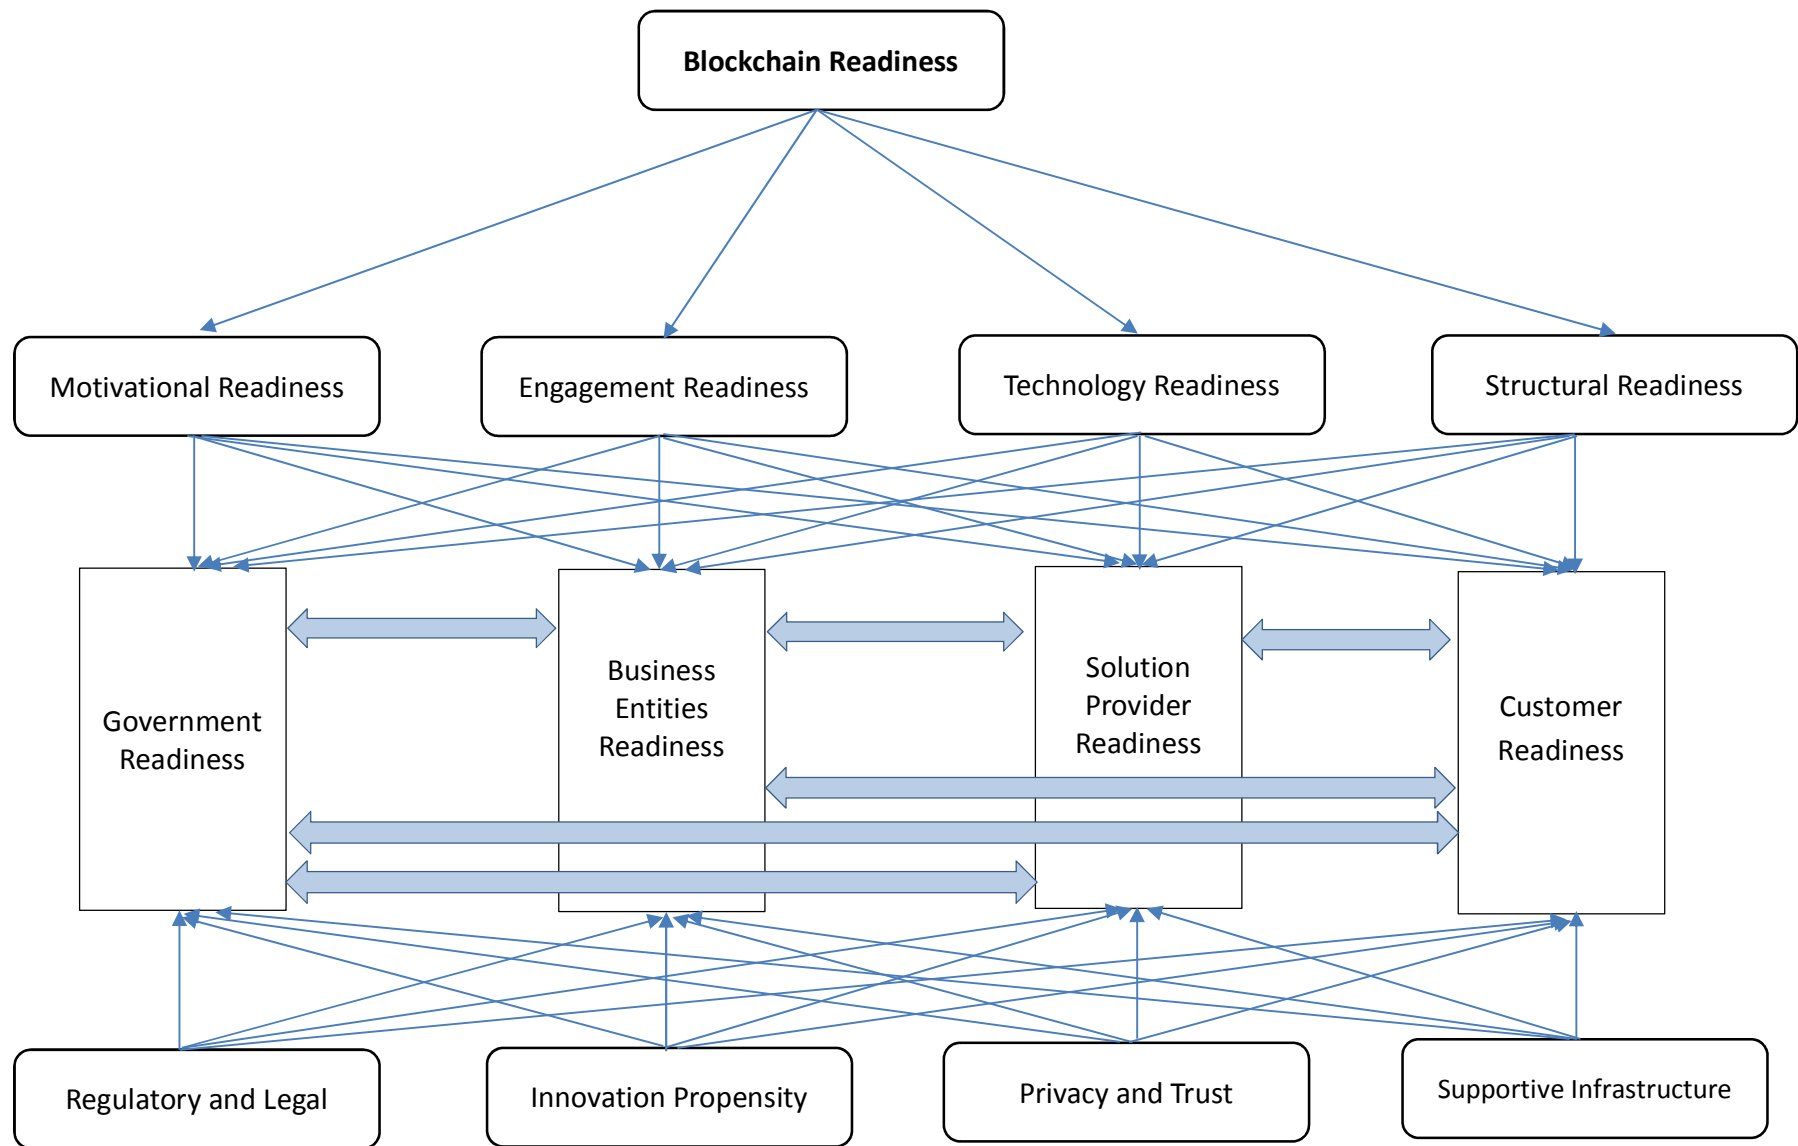 Blockchain Readiness
Motivational Readiness
Engagement Readiness
Technology Readiness
Structural Readiness
Government
Readiness
Business
Entities
Readiness
Solution
Provider
Readiness
Customer
Readiness
Regulatory and Legal
Innovation Propensity
Privacy and Trust
Supportive Infrastructure